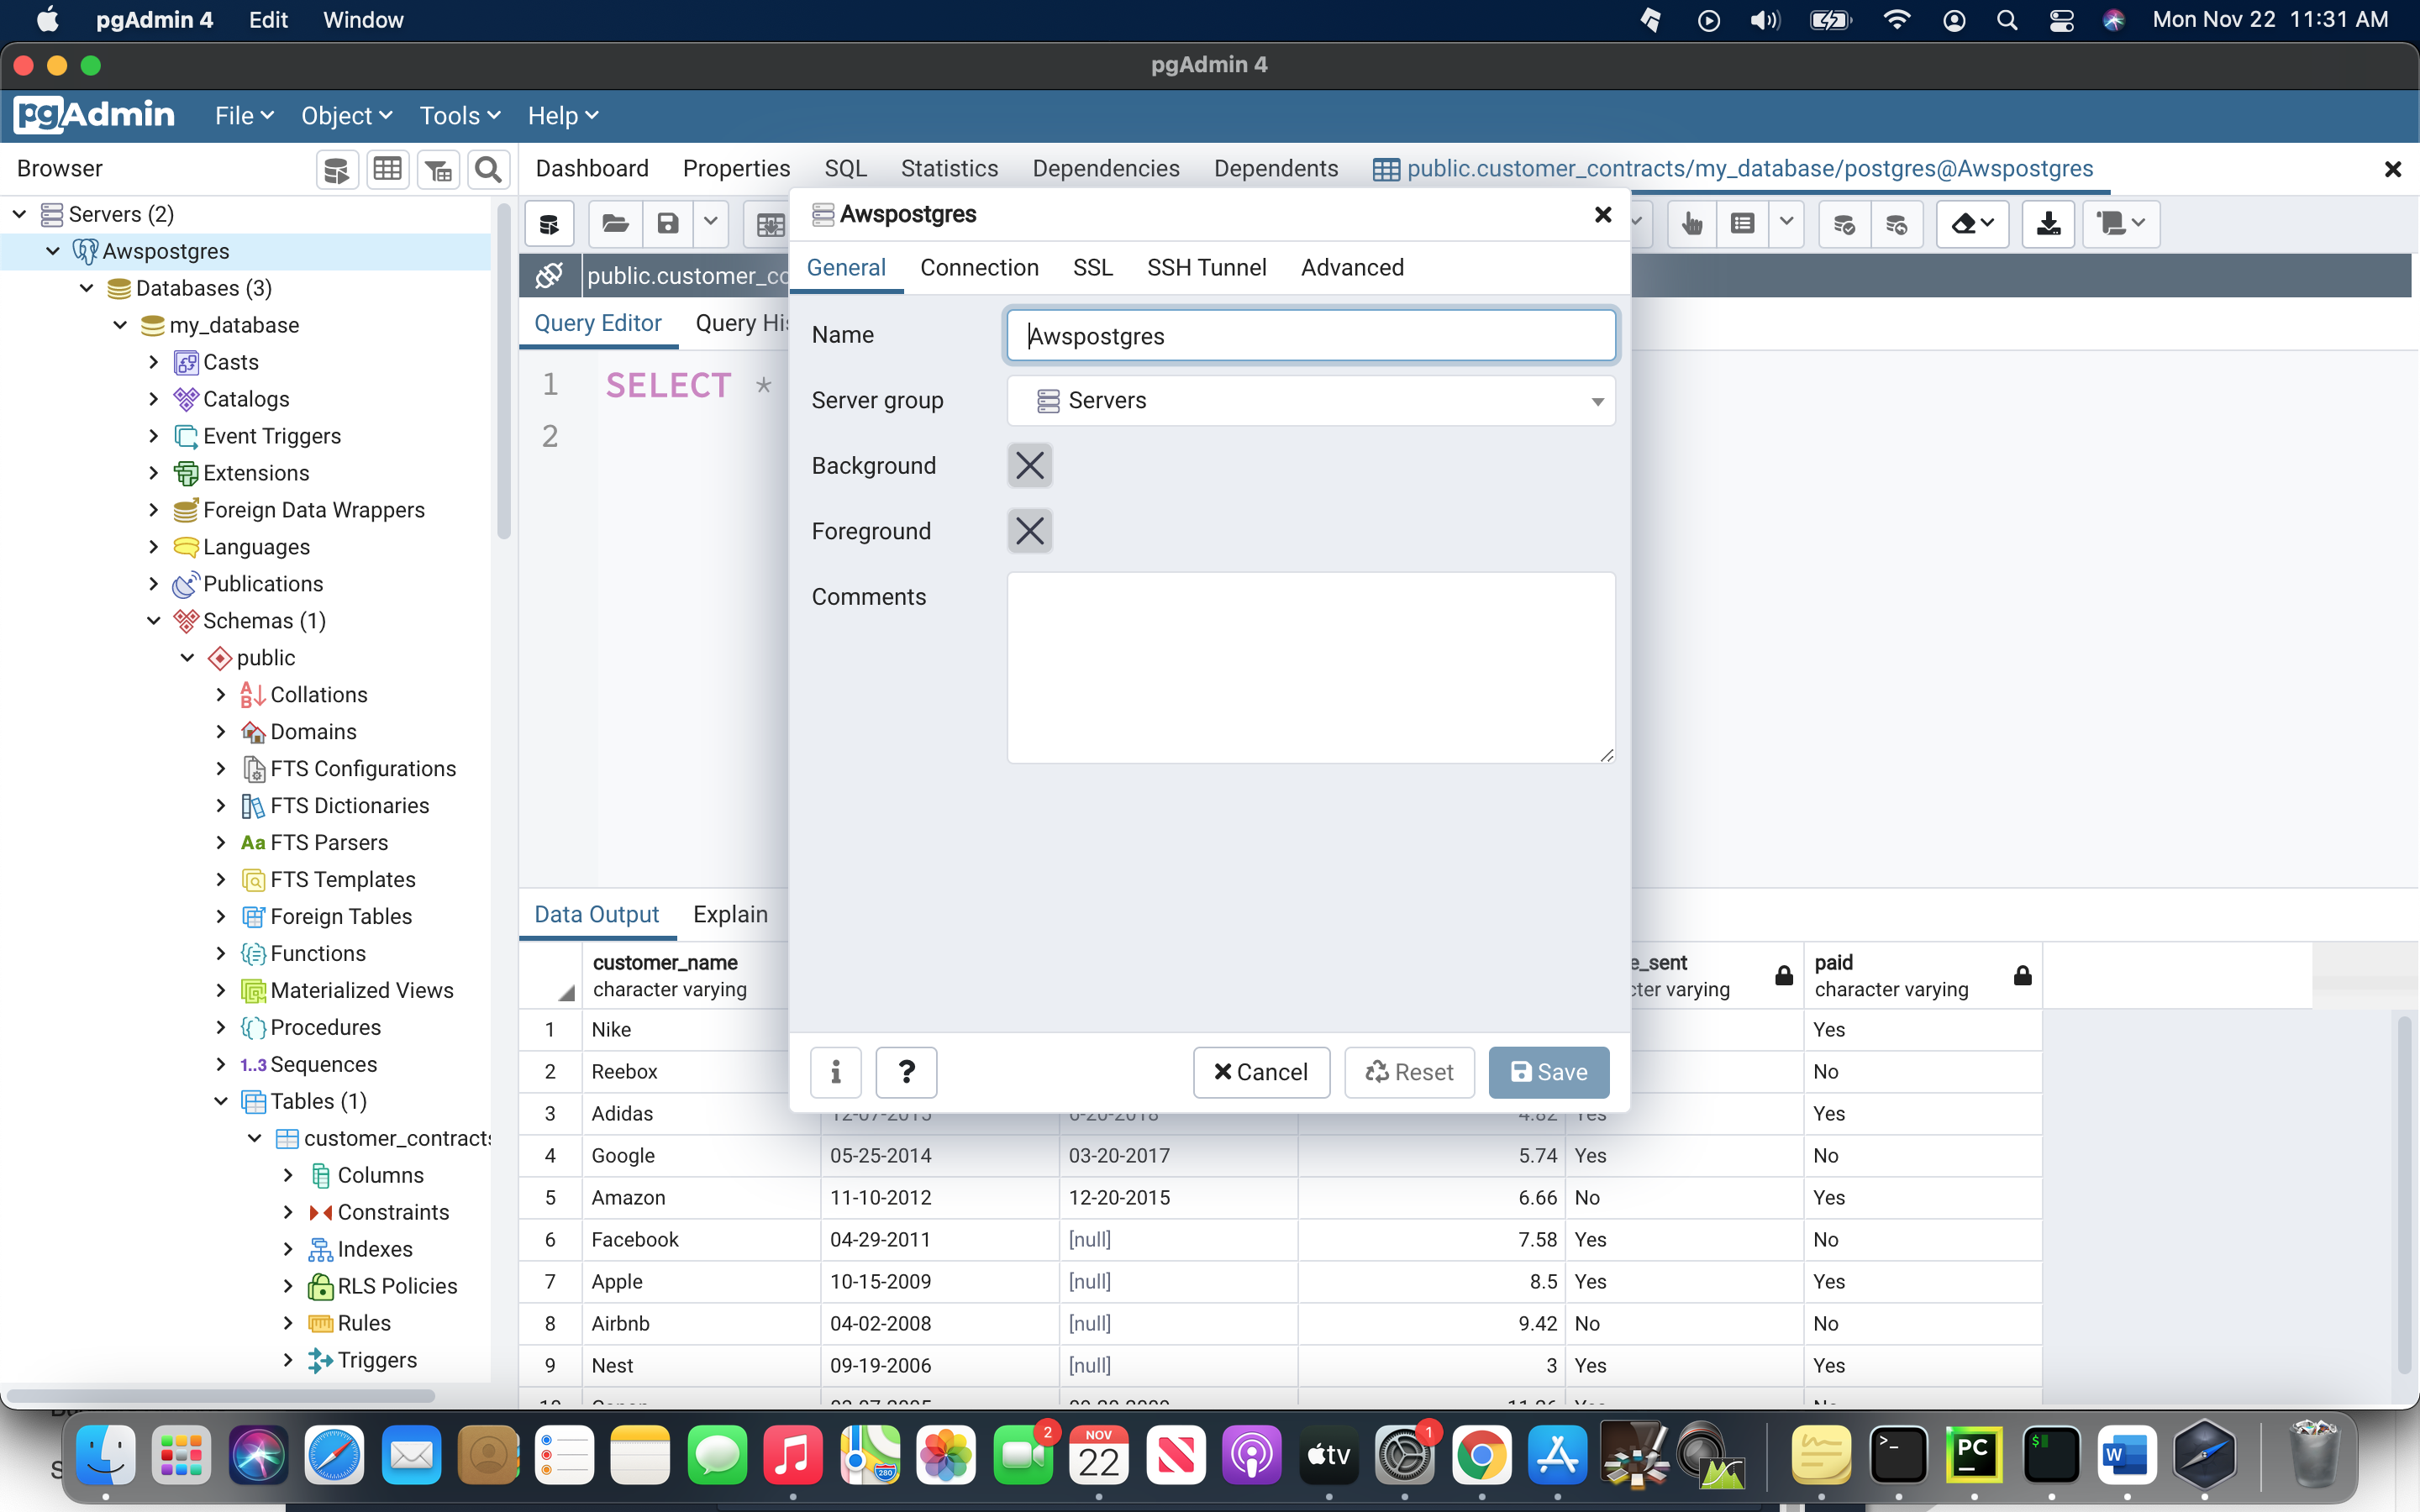 pgAdmin 4 Edit Window Mon Nov 22 11:31 AM
pgAdmin 4
pgAdmin File Object Tools Help
Browser
Dashboard Properties SQL Statistics Dependencies Dependents public.customer_contracts/my_database/postgres@Awspostgres
Servers (2)
Awspostgres
Databases (3)
my_database
Casts
Catalogs
Event Triggers
Extensions
Foreign Data Wrappers
Languages
Publications
Schemas (1)
public
Collations
Domains
FTS Configurations
FTS Dictionaries
Aa FTS Parsers
FTS Templates
Foreign Tables
Functions
Materialized Views
Procedures
1..3 Sequences
Tables (1)
customer_contracts
Columns
Constraints
Indexes
RLS Policies
Rules
Triggers
public.customer_co
Query Editor Query His
1 SELECT *
2
Awspostgres
General Connection SSL SSH Tunnel Advanced
Name Awspostgres
Server group Servers
Background
Foreground
Comments
i ? Cancel Reset Save
Data Output Explain
customer_name e_sent paid
character varying cter varying character varying
1 Nike Yes
2 Reebox No
3 Adidas 12-07-2013 6-20-2018 4.82 Yes Yes
4 Google 05-25-2014 03-20-2017 5.74 Yes No
5 Amazon 11-10-2012 12-20-2015 6.66 No Yes
6 Facebook 04-29-2011 [null] 7.58 Yes No
7 Apple 10-15-2009 [null] 8.5 Yes Yes
8 Airbnb 04-02-2008 [null] 9.42 No No
9 Nest 09-19-2006 [null] 3 Yes Yes
280 2 NOV 22 tv 1 >_ PC $ W